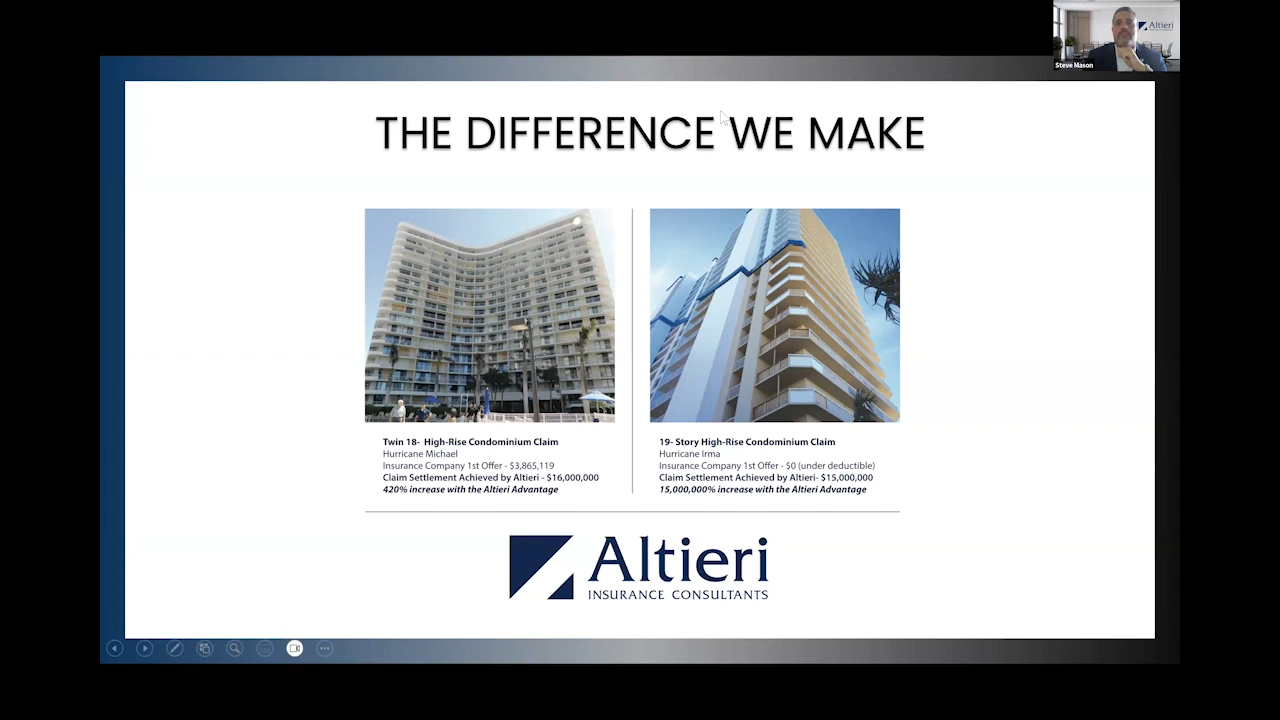 Altieri
Steve Mason
THE DIFFERENCE WE MAKE
Twin 18- High-Rise Condominium Claim
Hurricane Michael
Insurance Company 1st Offer - $3,865,119
Claim Settlement Achieved by Altieri - $16,000,000
420% increase with the Altieri Advantage
19- Story High-Rise Condominium Claim
Hurricane Irma
Insurance Company 1st Offer - $0 (under deductible)
Claim Settlement Achieved by Altieri- $15,000,000
15,000,000% increase with the Altieri Advantage
Altieri
INSURANCE CONSULTANTS